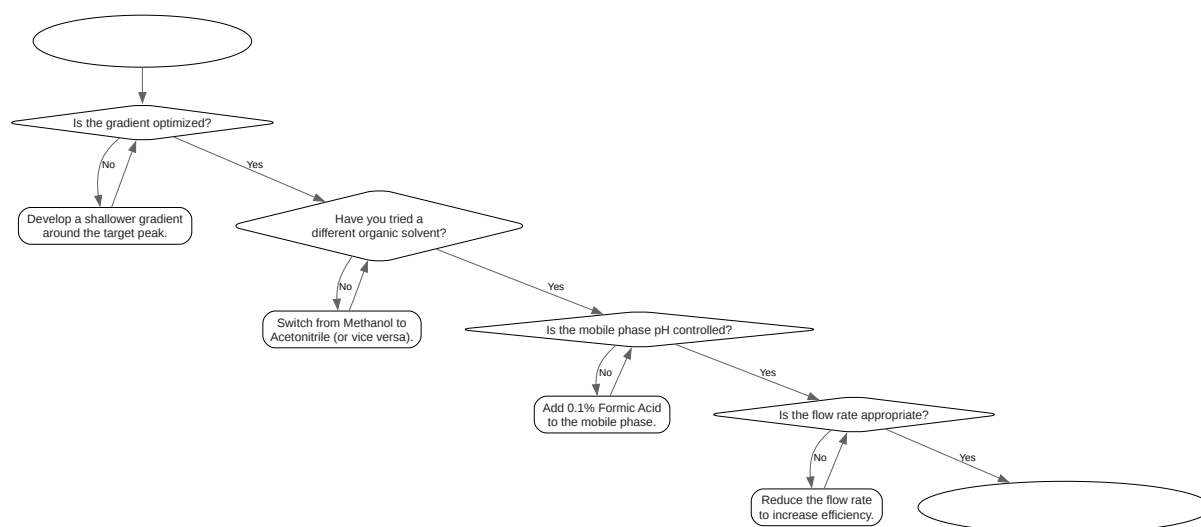 Is the gradient optimized?
No
Yes
Develop a shallower gradient
around the target peak.
Have you tried a
different organic solvent?
No
Yes
Switch from Methanol to
Acetonitrile (or vice versa).
Is the mobile phase pH controlled?
No
Yes
Add 0.1% Formic Acid
to the mobile phase.
Is the flow rate appropriate?
No
Yes
Reduce the flow rate
to increase efficiency.